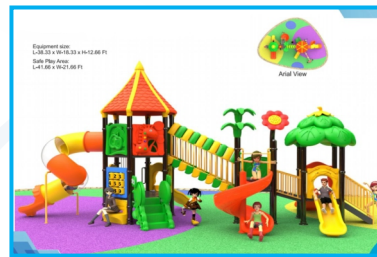 Equipment size:
L=38.33 x W-18.33 x H-12.66 Ft
Safe Play Area:
L-41.66 x W-21.66 Ft
Arial View